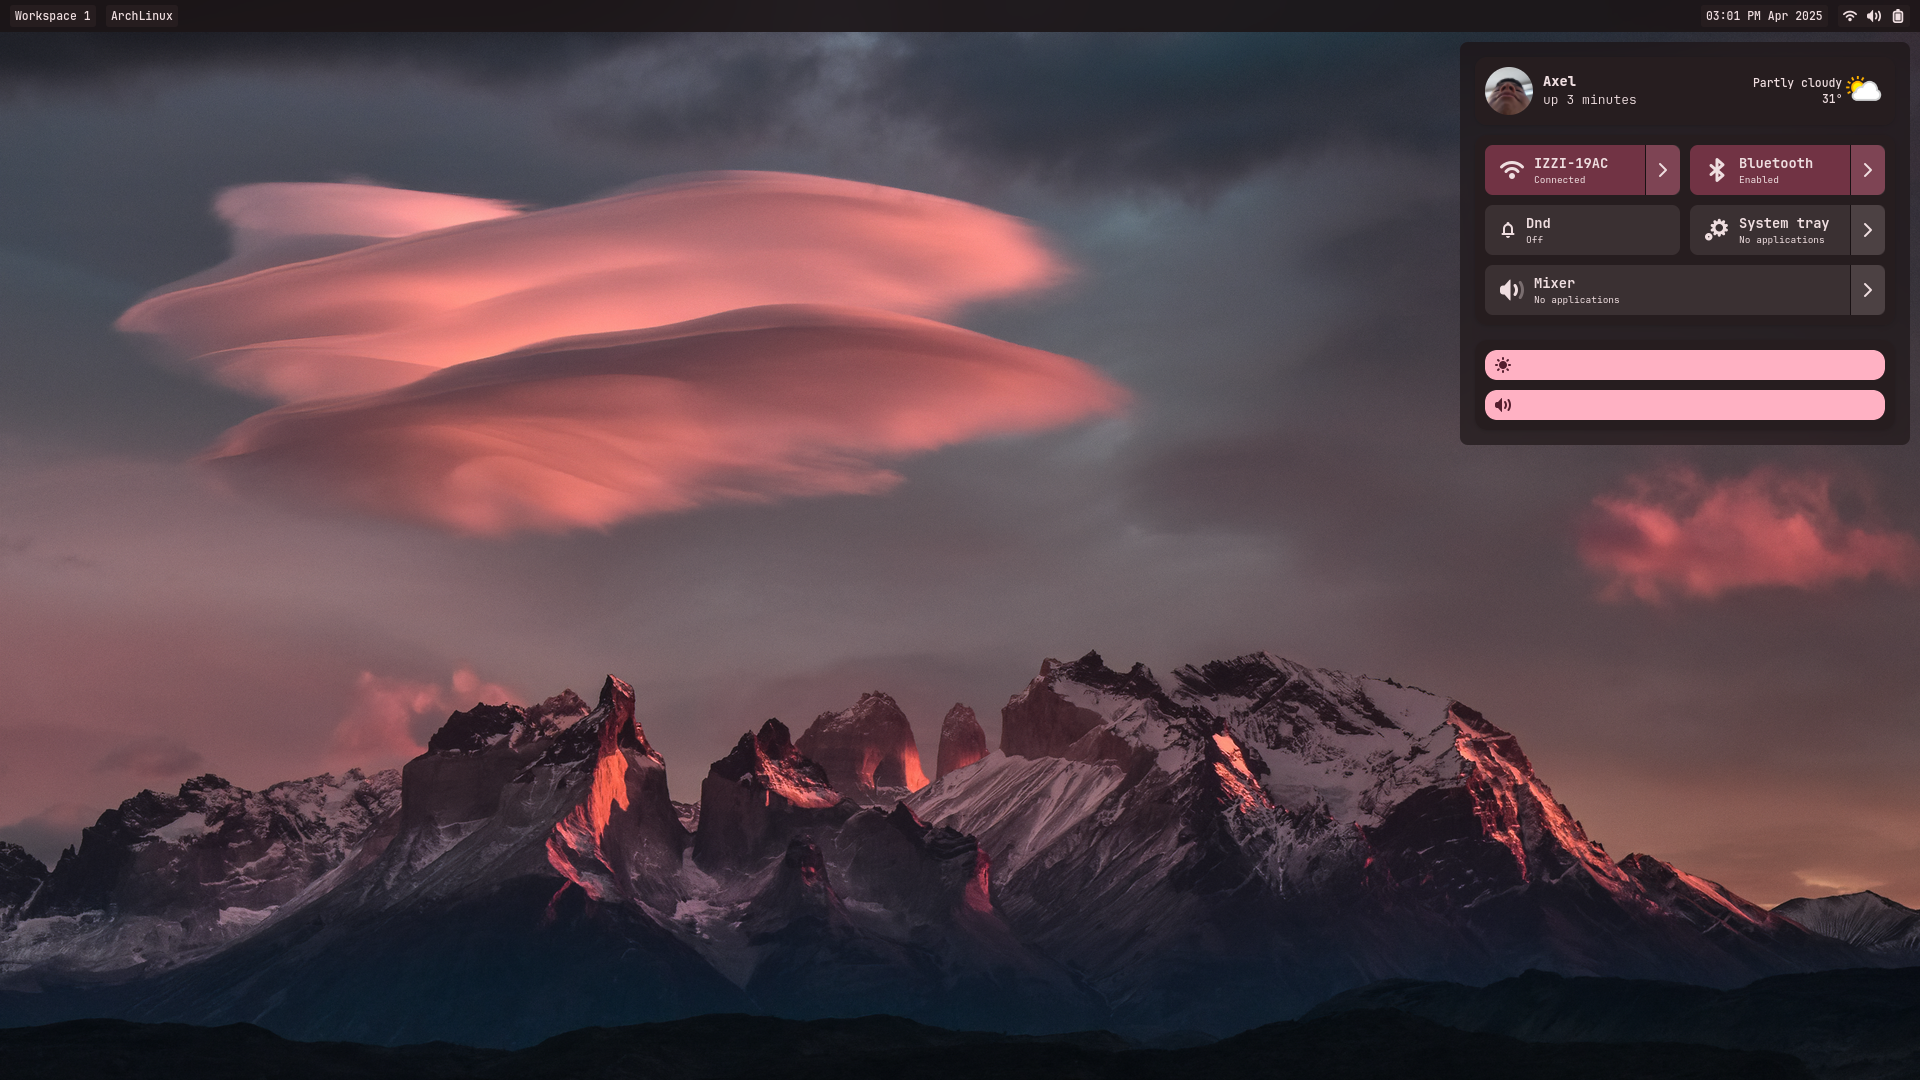 Workspace 1
ArchLinux
03:01 PM Apr 2025
Axel
up 3 minutes
Partly cloudy
31°
IZZI-19AC
Connected
Bluetooth
Enabled
Dnd
Off
System tray
No applications
Mixer
No applications